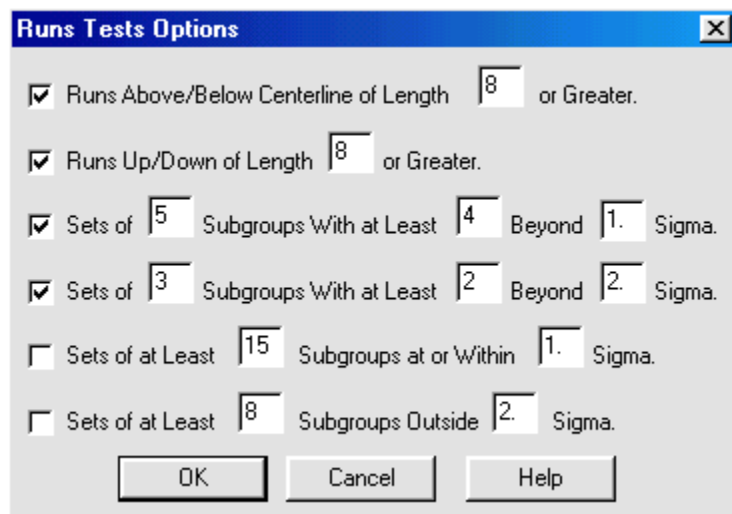 Runs Tests Options
Runs Above/Below Centerline of Length 8 or Greater.
Runs Up/Down of Length 8 or Greater.
Sets of 5 Subgroups With at Least 4 Beyond 1. Sigma.
Sets of 3 Subgroups With at Least 2 Beyond 2. Sigma.
Sets of at Least 15 Subgroups at or Within 1. Sigma.
Sets of at Least 8 Subgroups Outside 2. Sigma.
OK Cancel Help